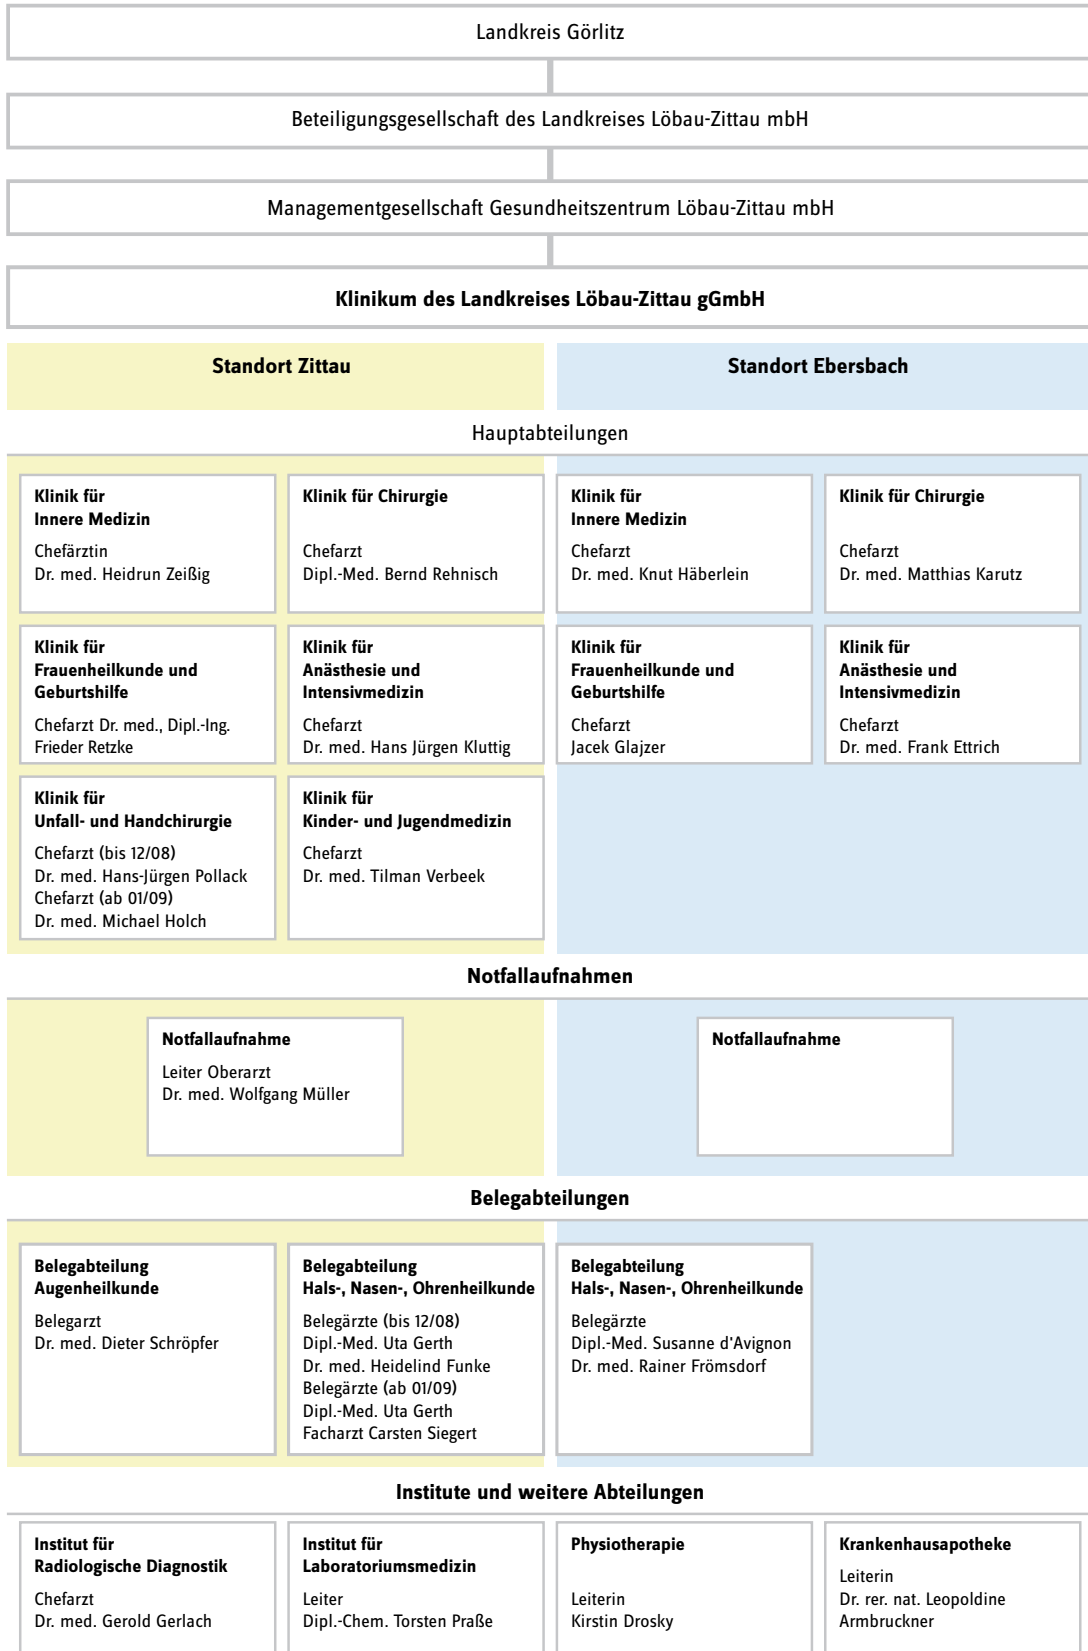 Landkreis Görlitz
Beteiligungsgesellschaft des Landkreises Löbau-Zittau mbH
Managementgesellschaft Gesundheitszentrum Löbau-Zittau mbH
Klinikum des Landkreises Löbau-Zittau gGmbH
Standort Zittau
Standort Ebersbach
Hauptabteilungen
Klinik für
Innere Medizin
Chefärztin
Dr. med. Heidrun Zeißig
Klinik für Chirurgie
Chefarzt
Dipl.-Med. Bernd Rehnisch
Klinik für
Innere Medizin
Chefarzt
Dr. med. Knut Häberlein
Klinik für Chirurgie
Chefarzt
Dr. med. Matthias Karutz
Klinik für
Frauenheilkunde und
Geburtshilfe
Chefarzt Dr. med., Dipl.-Ing.
Frieder Retzke
Klinik für
Anästhesie und
Intensivmedizin
Chefarzt
Dr. med. Hans Jürgen Kluttig
Klinik für
Frauenheilkunde und
Geburtshilfe
Chefarzt
Jacek Glajzer
Klinik für
Anästhesie und
Intensivmedizin
Chefarzt
Dr. med. Frank Ettrich
Klinik für
Unfall- und Handchirurgie
Chefarzt (bis 12/08)
Dr. med. Hans-Jürgen Pollack
Chefarzt (ab 01/09)
Dr. med. Michael Holch
Klinik für
Kinder- und Jugendmedizin
Chefarzt
Dr. med. Tilman Verbeek
Notfallaufnahmen
Notfallaufnahme
Leiter Oberarzt
Dr. med. Wolfgang Müller
Notfallaufnahme
Belegabteilungen
Belegabteilung
Augenheilkunde
Belegarzt
Dr. med. Dieter Schröpfer
Belegabteilung
Hals-, Nasen-, Ohrenheilkunde
Belegärzte (bis 12/08)
Dipl.-Med. Uta Gerth
Dr. med. Heidelind Funke
Belegärzte (ab 01/09)
Dipl.-Med. Uta Gerth
Facharzt Carsten Siegert
Belegabteilung
Hals-, Nasen-, Ohrenheilkunde
Belegärzte
Dipl.-Med. Susanne d'Avignon
Dr. med. Rainer Frömsdorf
Institute und weitere Abteilungen
Institut für
Radiologische Diagnostik
Chefarzt
Dr. med. Gerold Gerlach
Institut für
Laboratoriumsmedizin
Leiter
Dipl.-Chem. Torsten Praße
Physiotherapie
Leiterin
Kirstin Drosky
Krankenhausapotheke
Leiterin
Dr. rer. nat. Leopoldine
Armbruckner